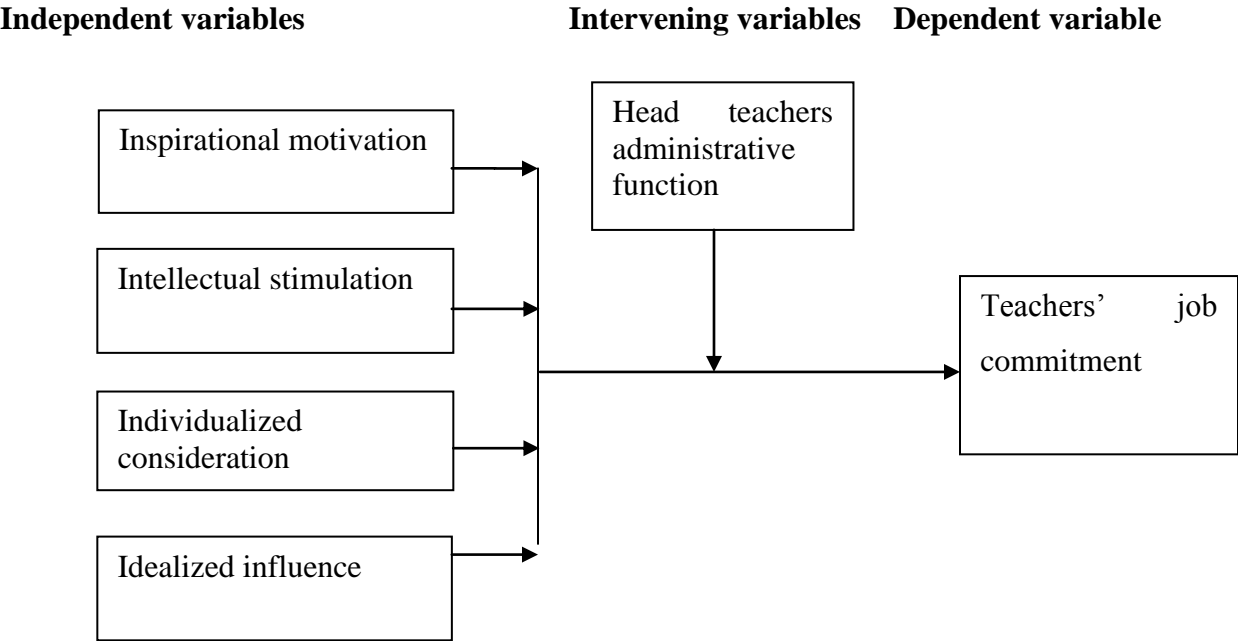 Independent variables Intervening variables Dependent variable
Head teachers
administrative
function
Inspirational motivation
Intellectual stimulation
Teachers’ job
commitment
Individualized
consideration
Idealized influence